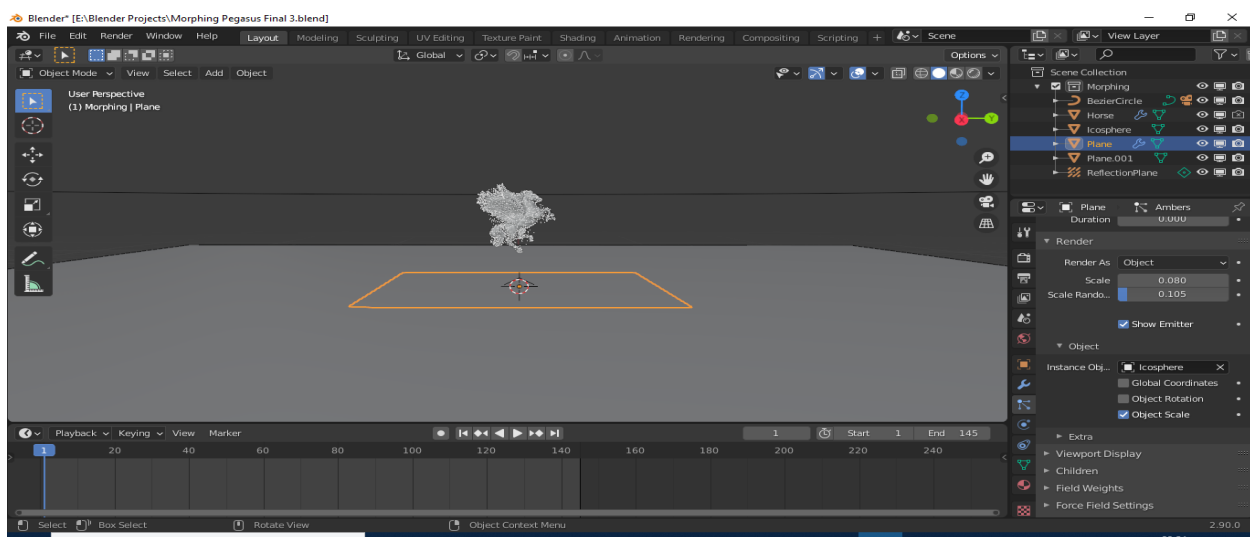 Blender* [E:\Blender Projects\Morphing Pegasus Final 3.blend]
File Edit Render Window Help Layout Modeling Sculpting UV Editing Texture Paint Shading Animation Rendering Compositing Scripting + Scene View Layer
Global Options
Object Mode View Select Add Object
User Perspective
(1) Morphing | Plane
Z
X
Y
Scene Collection
Morphing
BezierCircle
Horse
Icosphere
Plane
Plane.001
ReflectionPlane
Plane Ambers
Duration 0.000
Render
Render As Object
Scale 0.080
Scale Rando... 0.105
Show Emitter
Object
Instance Obj... Icosphere
Global Coordinates
Object Rotation
Object Scale
Extra
Viewport Display
Children
Field Weights
Force Field Settings
Playback Keying View Marker 1 Start 1 End 145
1 20 40 60 80 100 120 140 160 180 200 220 240
Select Box Select Rotate View Object Context Menu 2.90.0